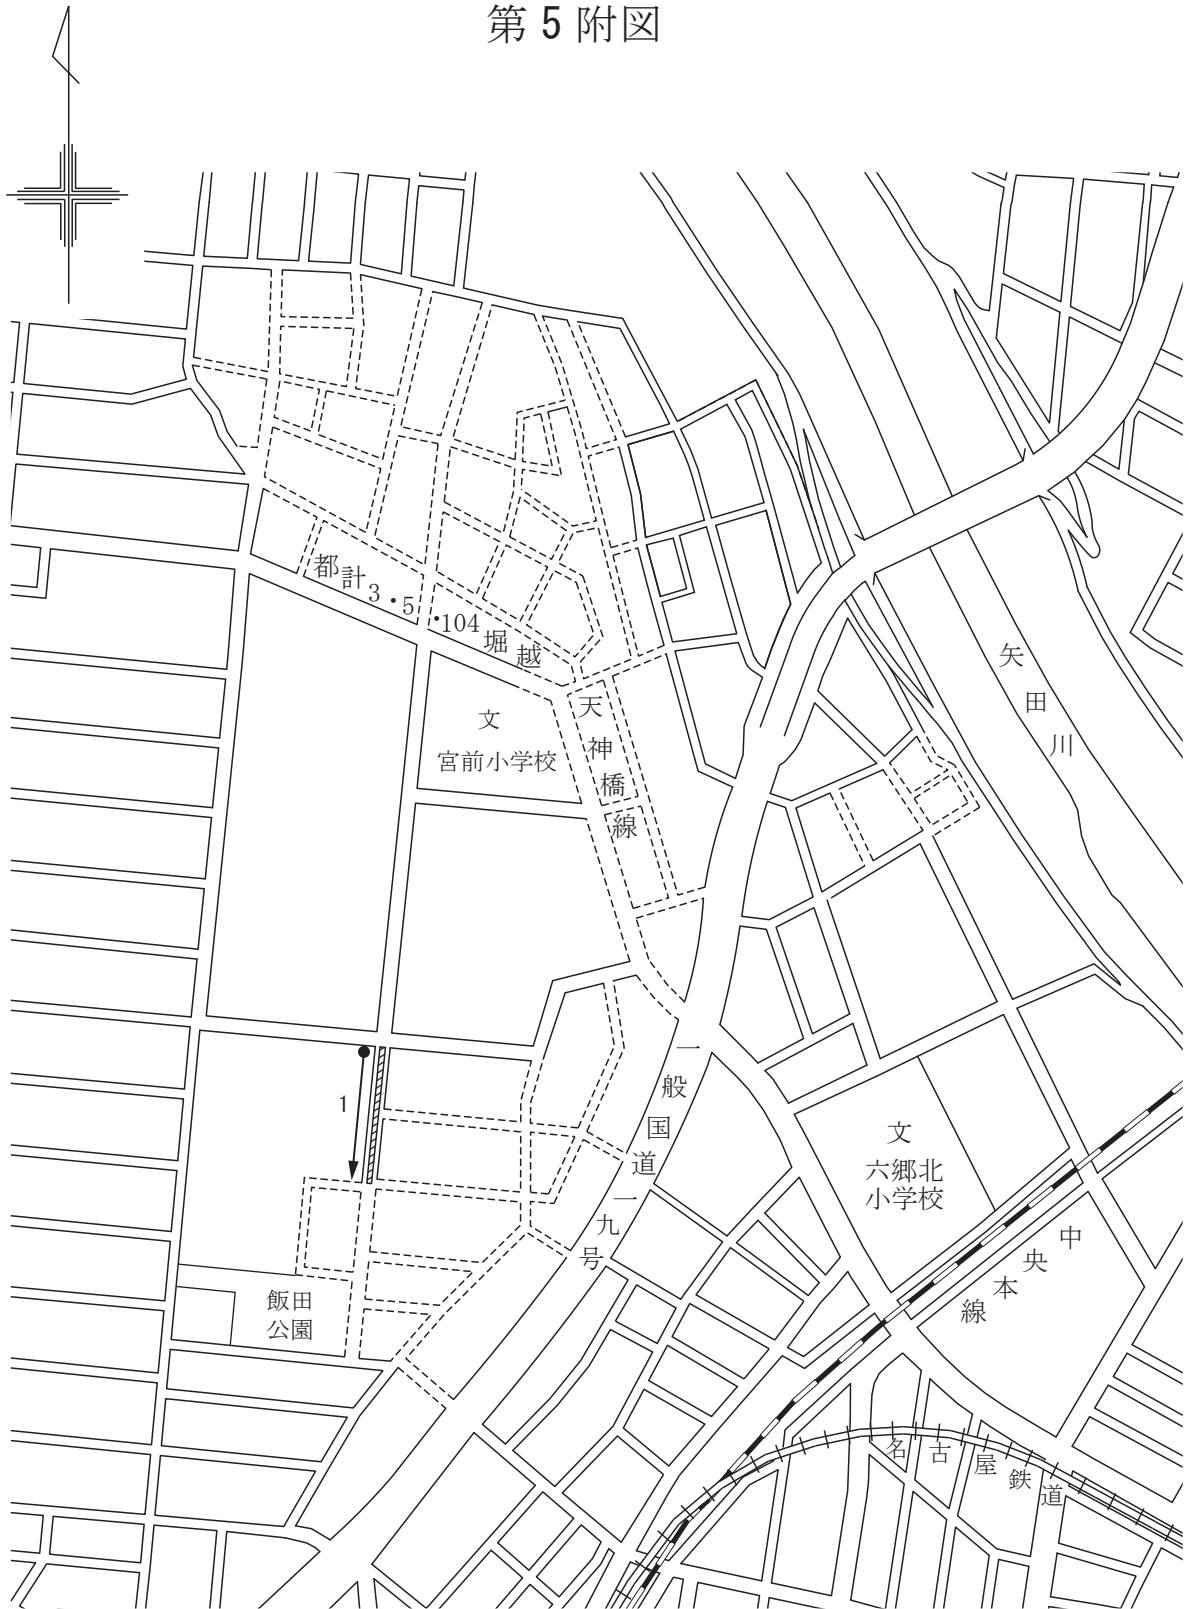 第5附図
都計3・5・104堀越天神橋線
文
宮前小学校
矢田川
1
一般国道一九号
文
六郷北
小学校
中央本線
飯田
公園
名古屋鉄道